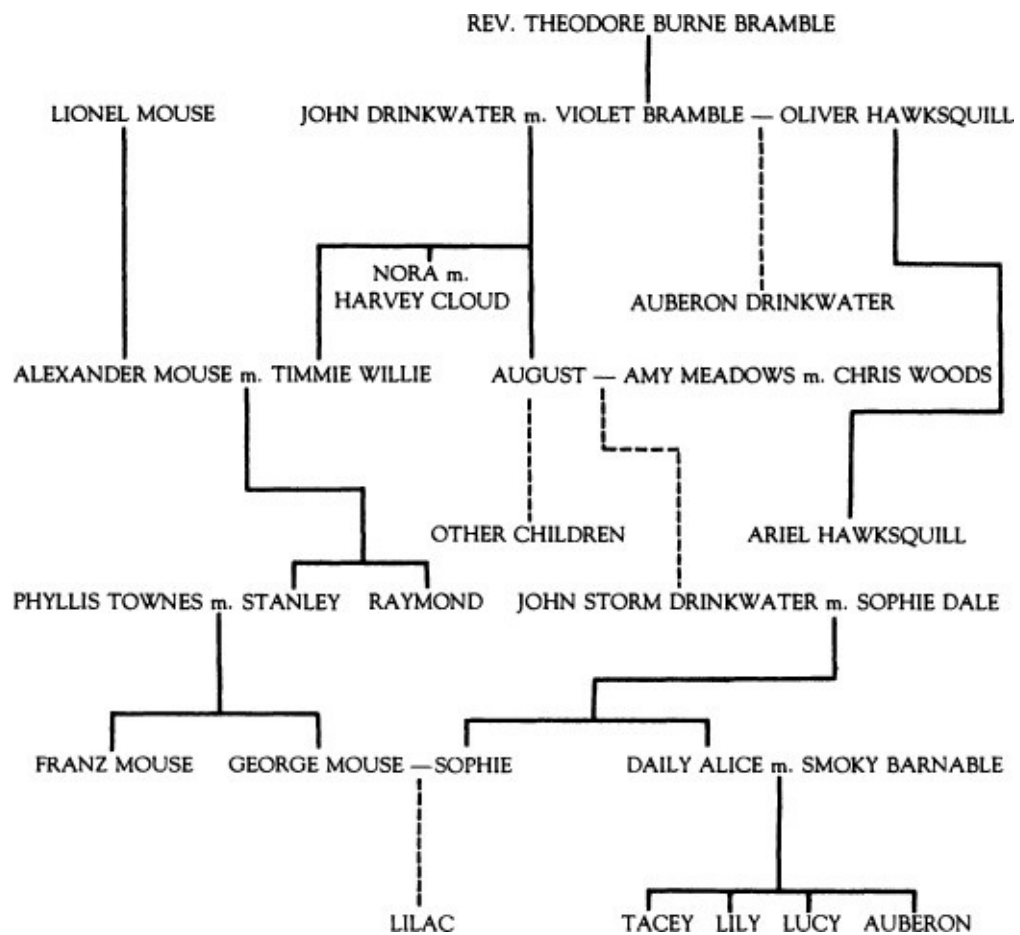 REV. THEODORE BURNE BRAMBLE
LIONEL MOUSE JOHN DRINKWATER m. VIOLET BRAMBLE — OLIVER HAWKSQUILL
NORA m.
HARVEY CLOUD
AUBERON DRINKWATER
ALEXANDER MOUSE m. TIMMIE WILLIE AUGUST — AMY MEADOWS m. CHRIS WOODS
OTHER CHILDREN ARIEL HAWKSQUILL
PHYLLIS TOWNES m. STANLEY RAYMOND JOHN STORM DRINKWATER m. SOPHIE DALE
FRANZ MOUSE GEORGE MOUSE — SOPHIE DAILY ALICE m. SMOKY BARNABLE
LILAC TACEY LILY LUCY AUBERON